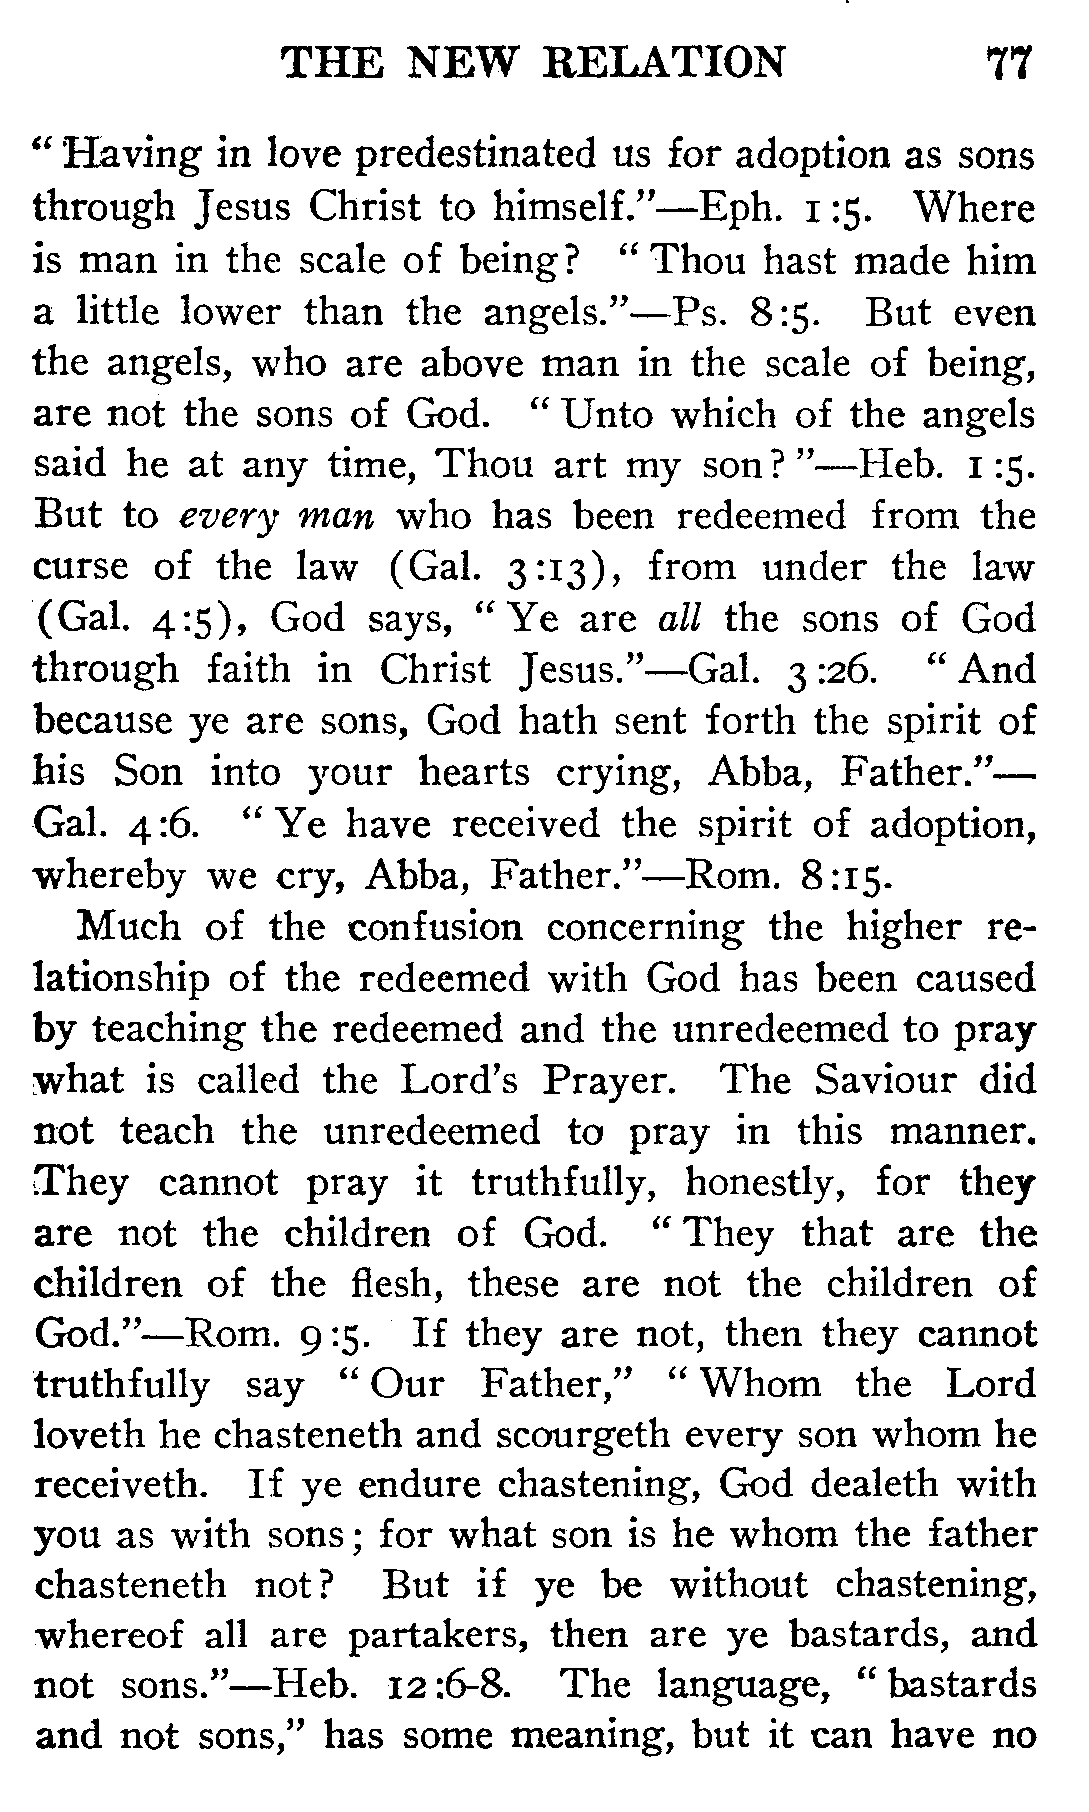 THE NEW RELATION 77
“Having in love predestinated us for adoption as sons
through Jesus Christ to himself.”—Eph. 1:5. Where
is man in the scale of being? “Thou hast made him
a little lower than the angels.”—Ps. 8:5. But even
the angels, who are above man in the scale of being,
are not the sons of God. “Unto which of the angels
said he at any time, Thou art my son?”—Heb. 1:5.
But to every man who has been redeemed from the
curse of the law (Gal. 3:13), from under the law
(Gal. 4:5), God says, “Ye are all the sons of God
through faith in Christ Jesus.”—Gal. 3:26. “And
because ye are sons, God hath sent forth the spirit of
his Son into your hearts crying, Abba, Father.”—
Gal. 4:6. “Ye have received the spirit of adoption,
whereby we cry, Abba, Father.”—Rom. 8:15.
Much of the confusion concerning the higher re-
lationship of the redeemed with God has been caused
by teaching the redeemed and the unredeemed to pray
what is called the Lord’s Prayer. The Saviour did
not teach the unredeemed to pray in this manner.
They cannot pray it truthfully, honestly, for they
are not the children of God. “They that are the
children of the flesh, these are not the children of
God.”—Rom. 9:5. If they are not, then they cannot
truthfully say “Our Father,” “Whom the Lord
loveth he chasteneth and scourgeth every son whom he
receiveth. If ye endure chastening, God dealeth with
you as with sons; for what son is he whom the father
chasteneth not? But if ye be without chastening,
whereof all are partakers, then are ye bastards, and
not sons.”—Heb. 12:6-8. The language, “bastards
and not sons,” has some meaning, but it can have no